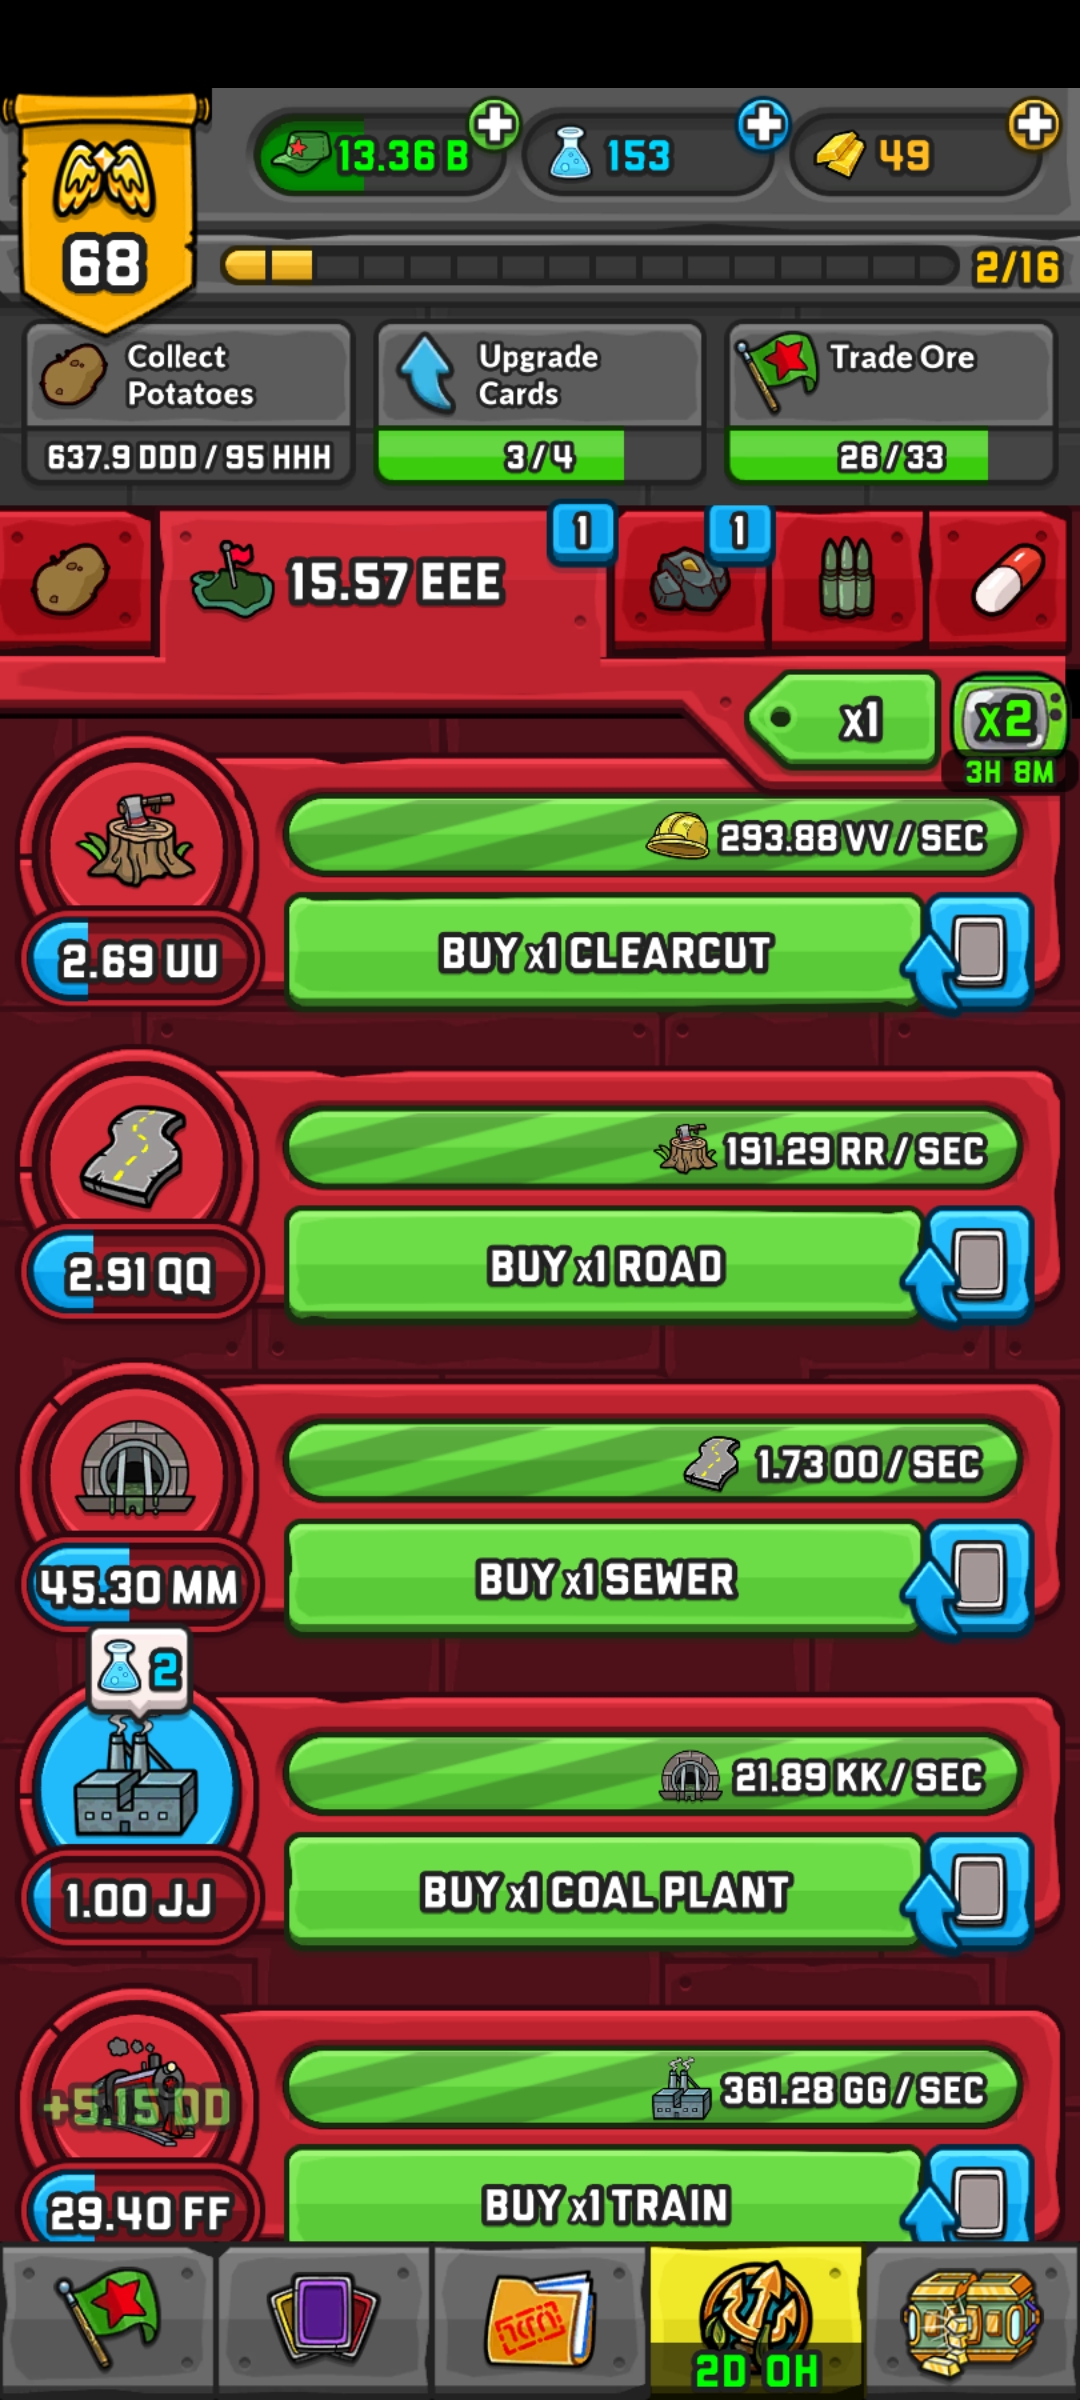 13.36 B
153
49
68
2/16
Collect
Potatoes
637.9 DDD / 95 HHH
Upgrade
Cards
3/4
Trade Ore
26/33
15.57 EEE
1
1
x1
x2
3H 8M
293.88 VV / SEC
BUY x1 CLEARCUT
2.69 UU
191.29 RR / SEC
BUY x1 ROAD
2.91 QQ
1.73 OO / SEC
BUY x1 SEWER
45.30 MM
2
21.89 KK / SEC
BUY x1 COAL PLANT
1.00 JJ
361.28 GG / SEC
BUY x1 TRAIN
29.40 FF
2D 0H